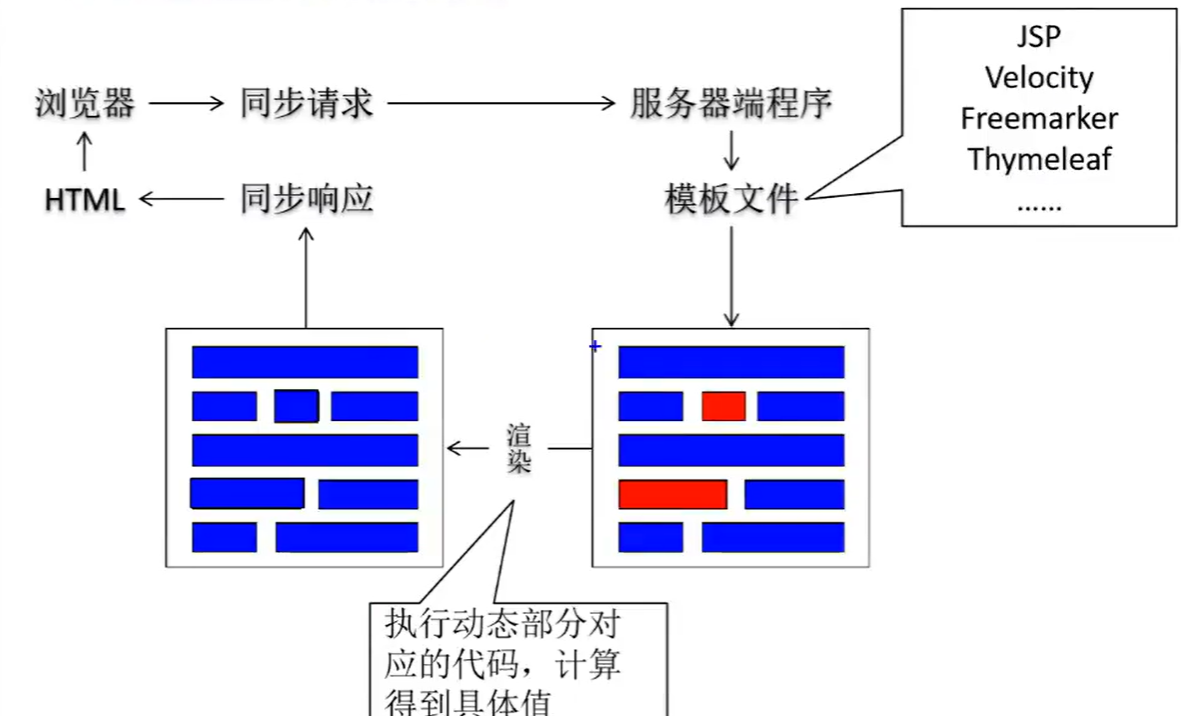 JSP
Velocity
Freemarker
Thymeleaf
......
浏览器
同步请求
服务器端程序
HTML
同步响应
模板文件
渲
染
执行动态部分对
应的代码，计算
得到具体值